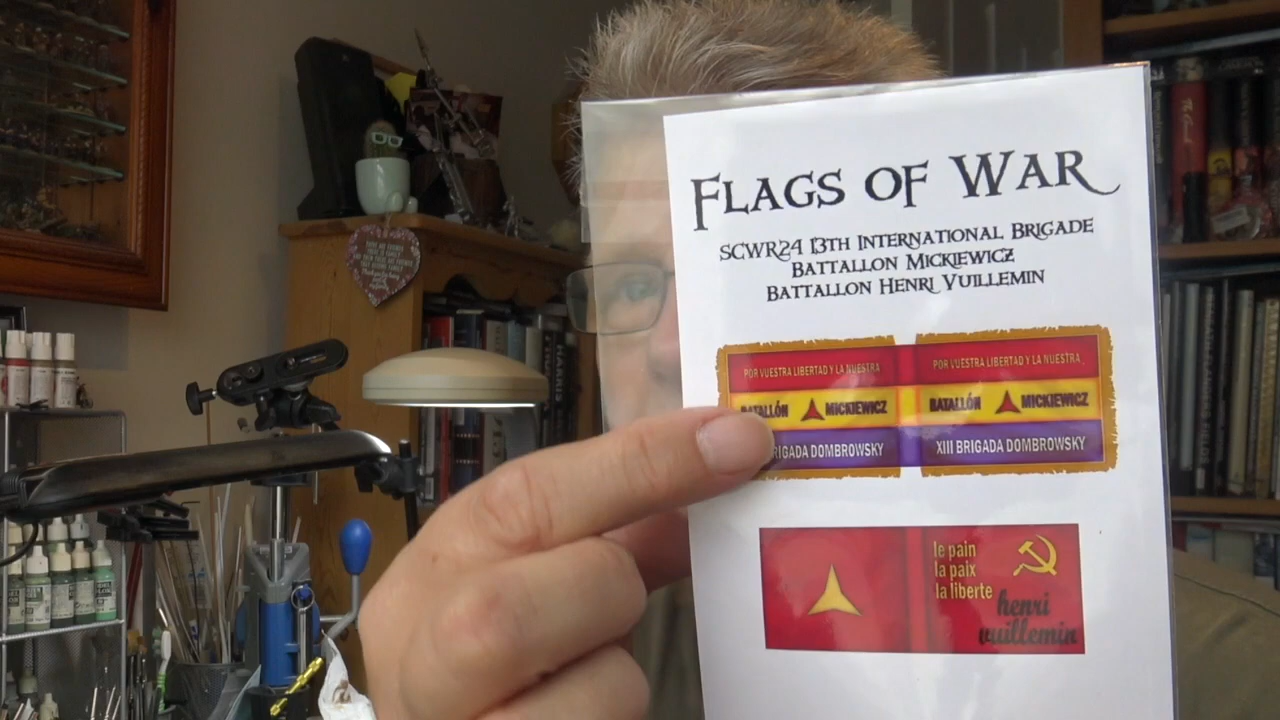 FLAGS OF WAR
SCWR24 13TH INTERNATIONAL BRIGADE
BATTALLON MICKIEWICZ
BATTALLON HENRI VUILLEMIN
POR VUESTRA LIBERTAD Y LA NUESTRA
BATALLÓN MICKIEWICZ
RIGADA DOMBROWSKY
POR VUESTRA LIBERTAD Y LA NUESTRA
BATALLÓN MICKIEWICZ
XIII BRIGADA DOMBROWSKY
le pain
la paix
la liberte
henri
vuillemin